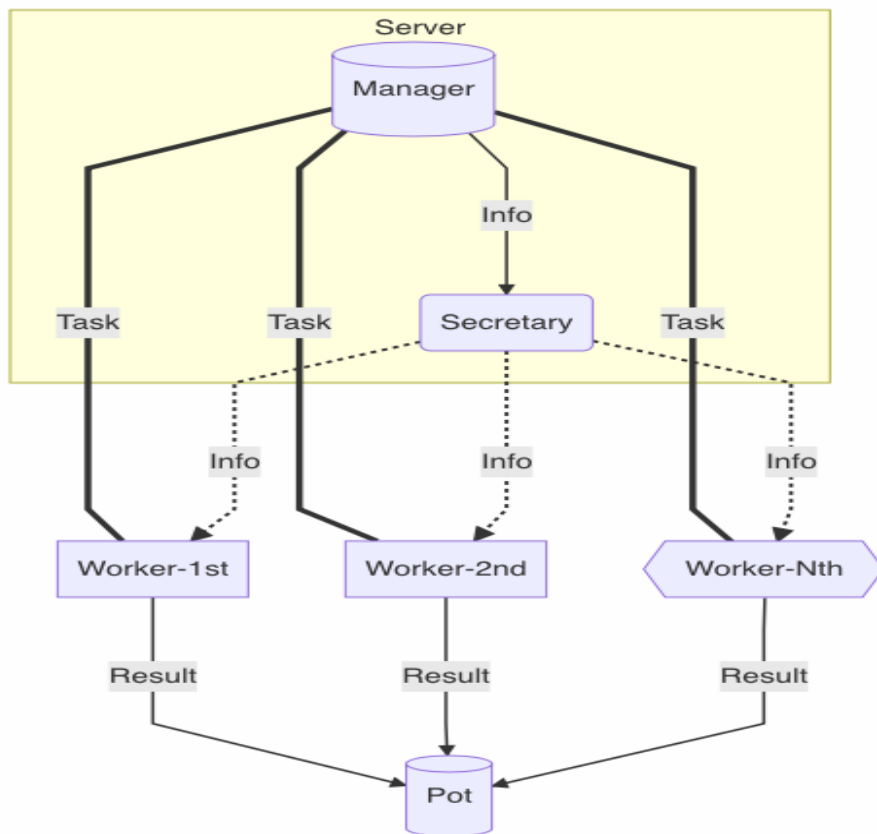 Server
Manager
Info
Task
Task
Secretary
Task
Info
Info
Info
Worker-1st
Worker-2nd
Worker-Nth
Result
Result
Result
Pot